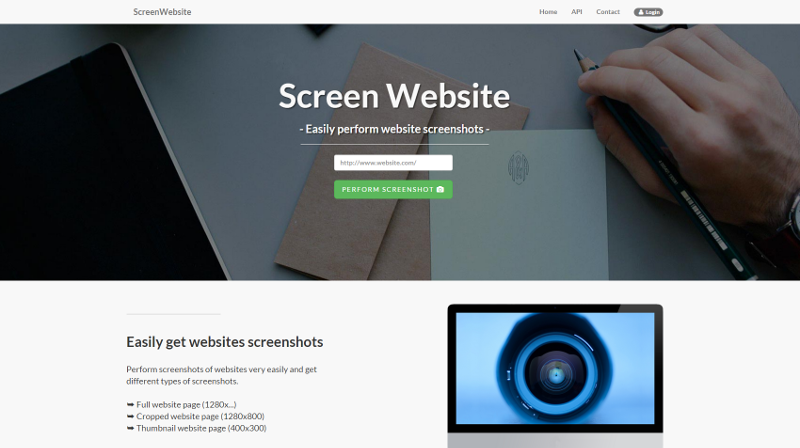 ScreenWebsite
Home API Contact Login
Screen Website
- Easily perform website screenshots -
http://www.website.com/
PERFORM SCREENSHOT
Easily get websites screenshots
Perform screenshots of websites very easily and get
different types of screenshots.
➥ Full website page (1280x...)
➥ Cropped website page (1280x800)
➥ Thumbnail website page (400x300)